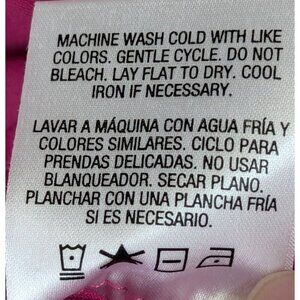 MACHINE WASH COLD WITH LIKE
COLORS. GENTLE CYCLE. DO NOT
BLEACH. LAY FLAT TO DRY. COOL
IRON IF NECESSARY.
LAVAR A MÁQUINA CON AGUA FRÍA Y
COLORES SIMILARES. CICLO PARA
PRENDAS DELICADAS. NO USAR
BLANQUEADOR. SECAR PLANO.
PLANCHAR CON UNA PLANCHA FRÍA
SI ES NECESARIO.